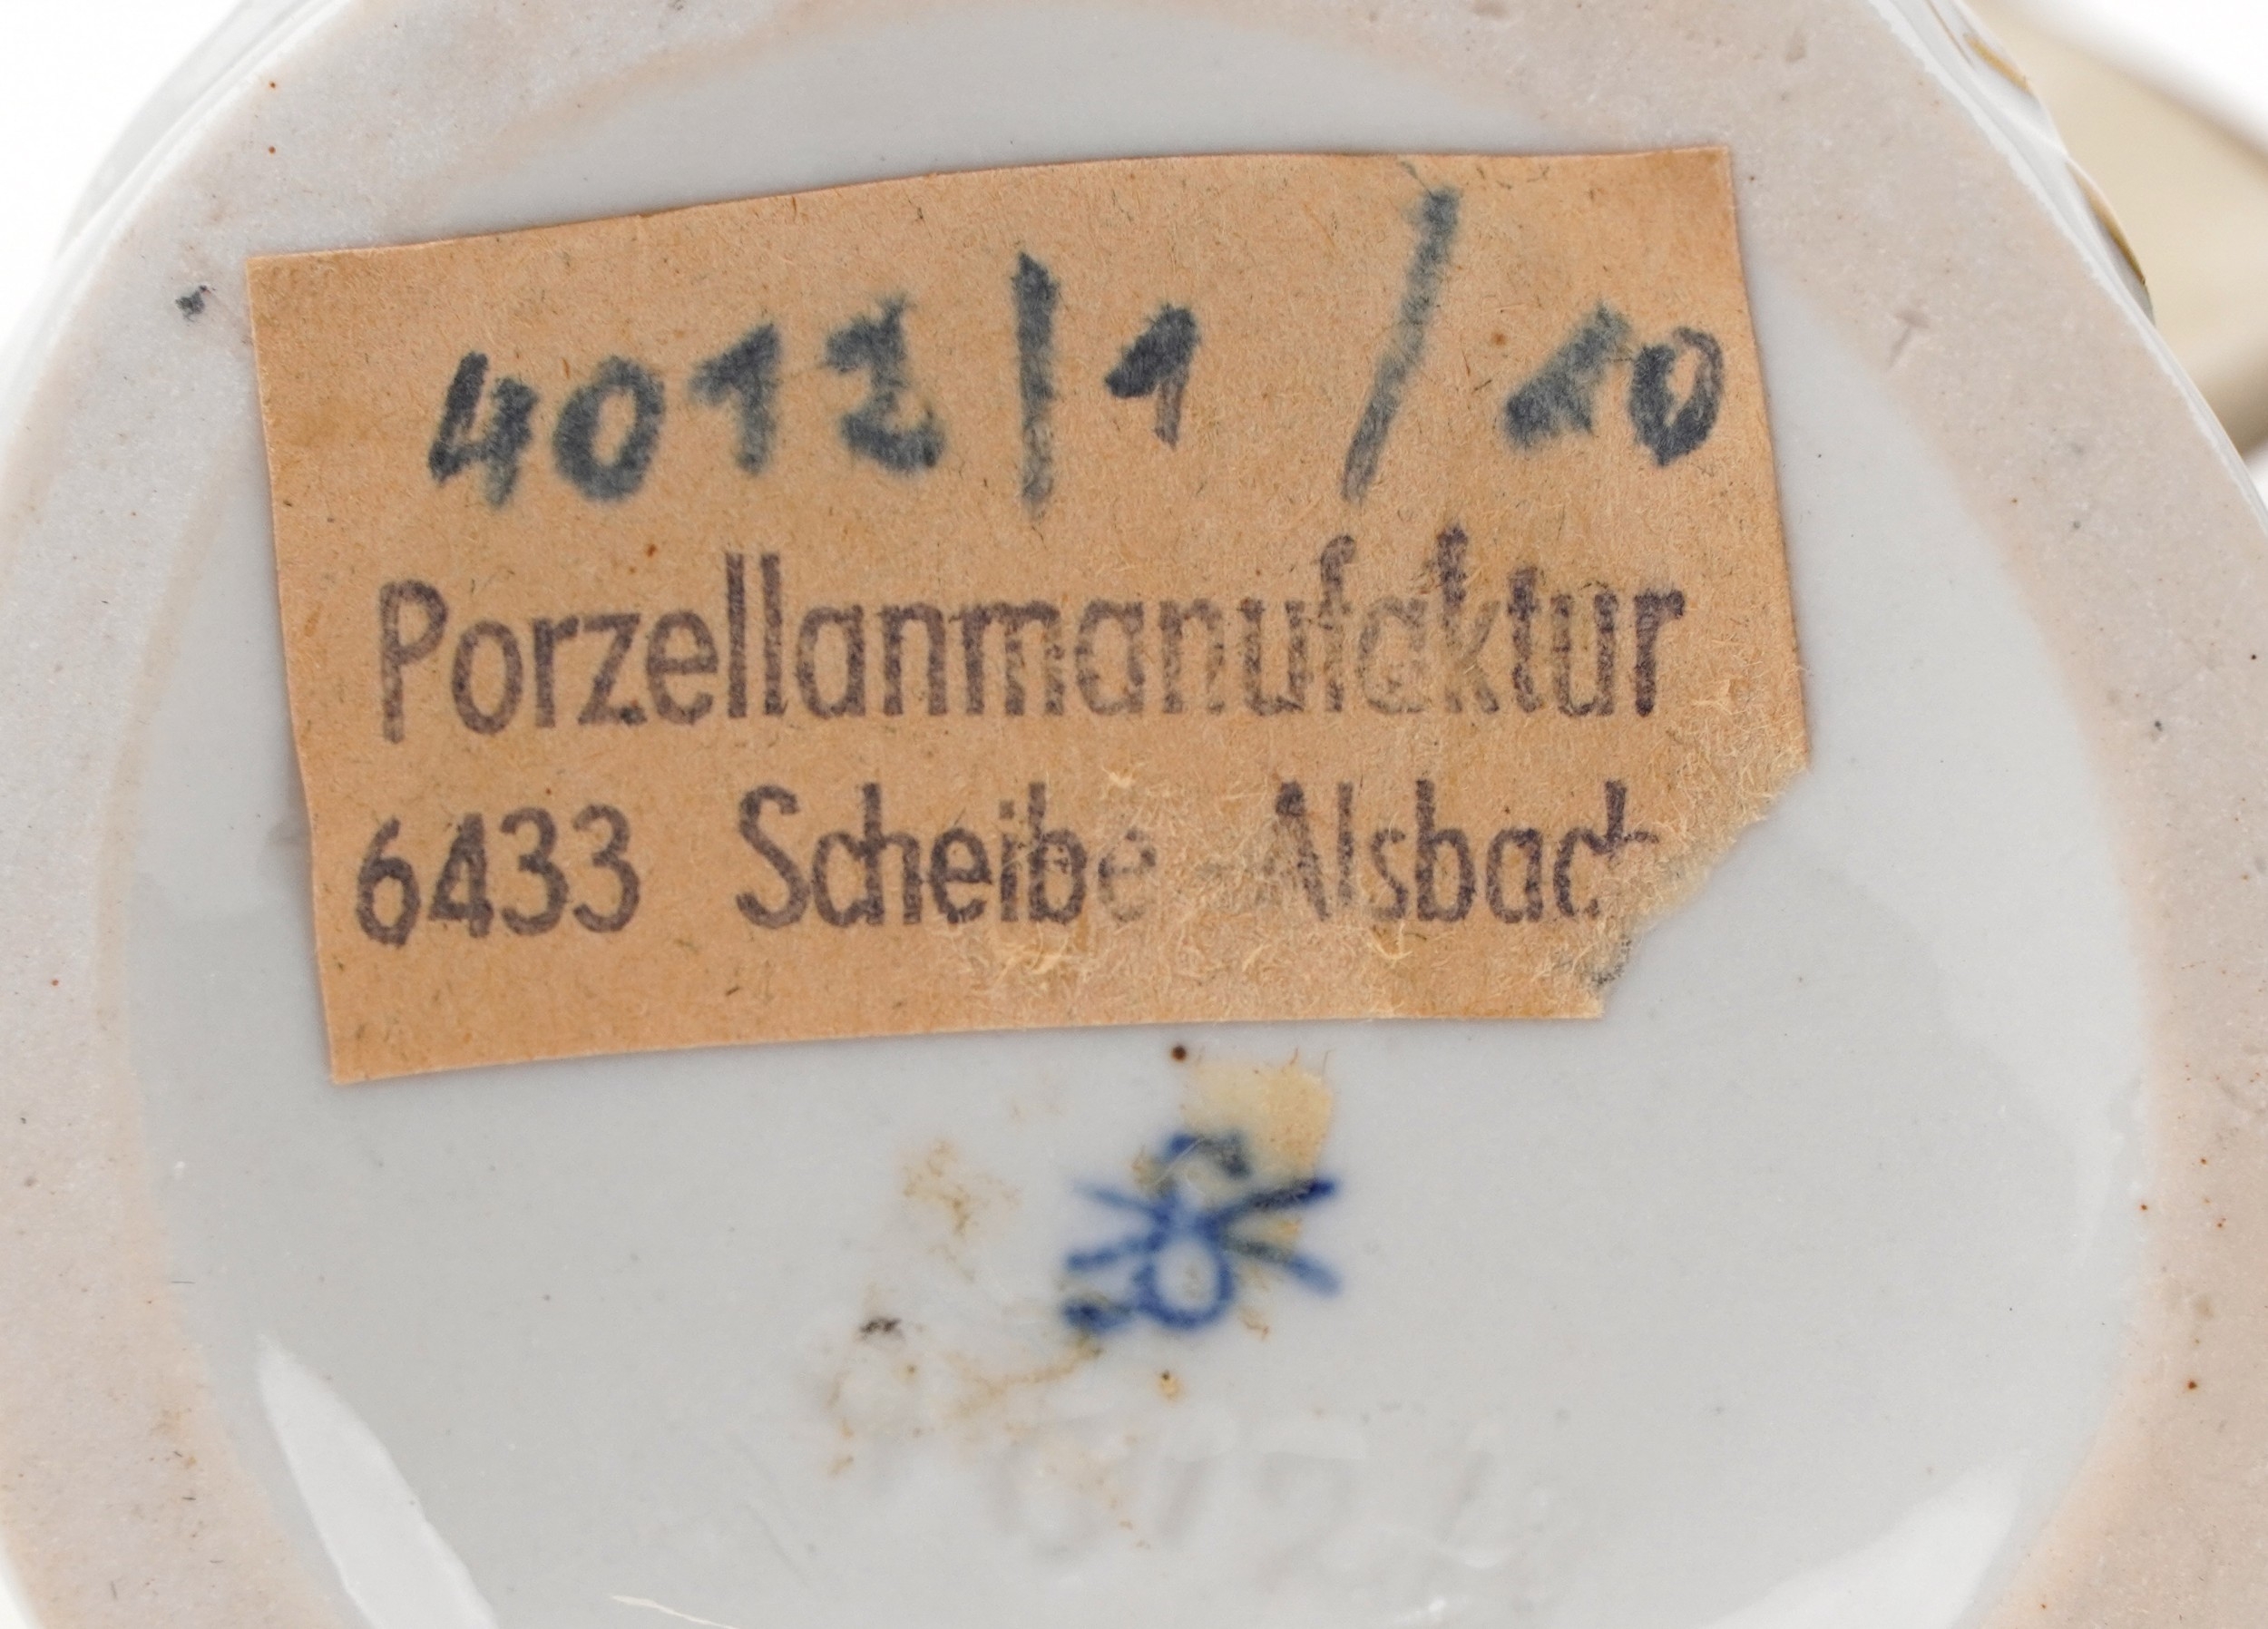 4012/1 /10
Porzellanmanufaktur
6433 Scheibe-Alsbach